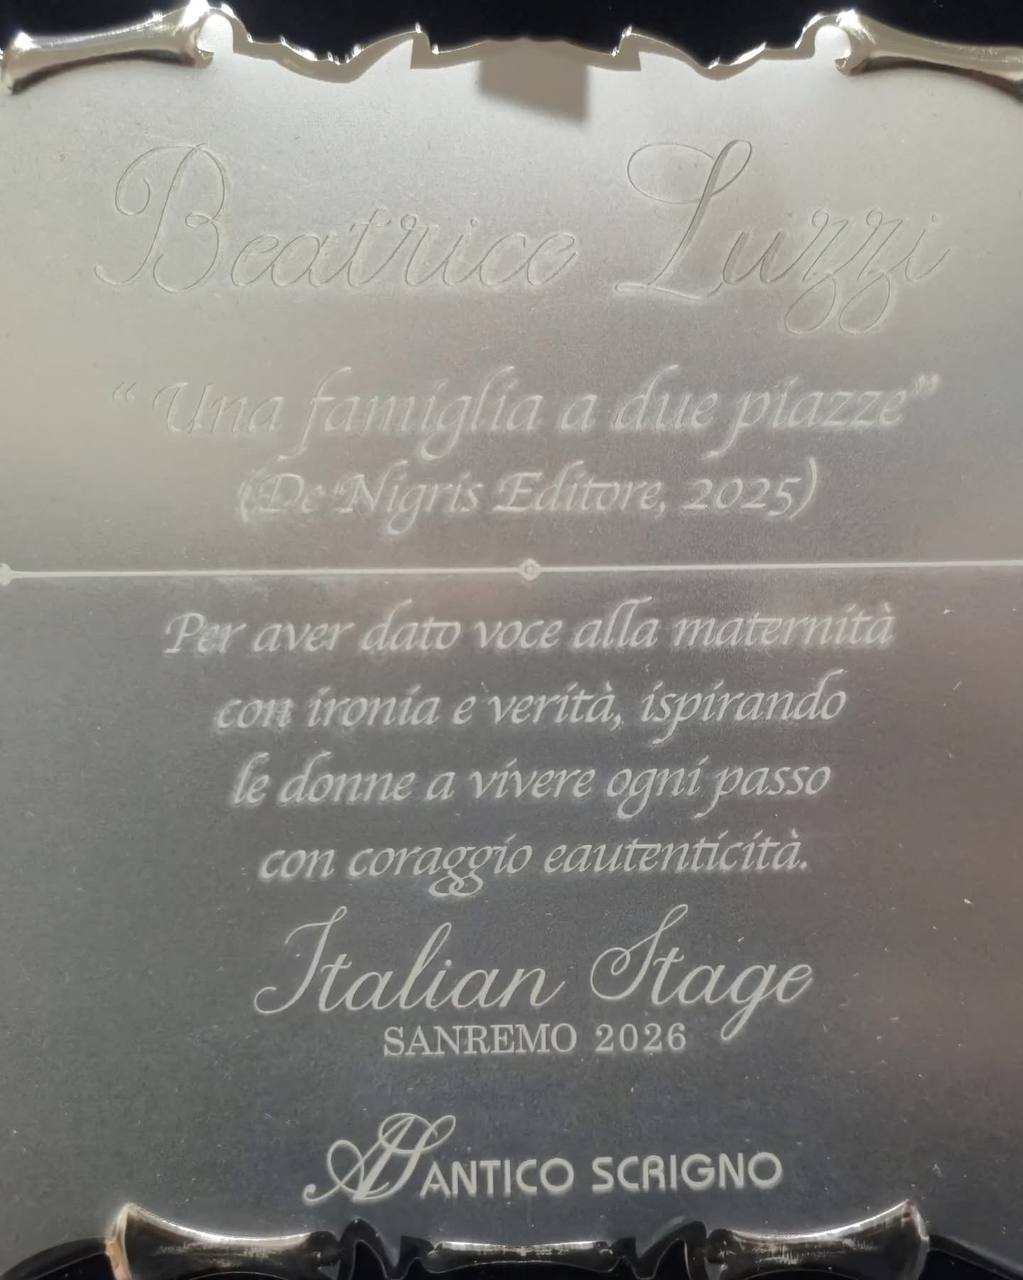 Beatrice Luzzi
“Una famiglia a due piazze”
(De Nigris Editore, 2025)
Per aver dato voce alla maternità
con ironia e verità, ispirando
le donne a vivere ogni passo
con coraggio eautenticità.
Italian Stage
SANREMO 2026
ANTICO SCRIGNO